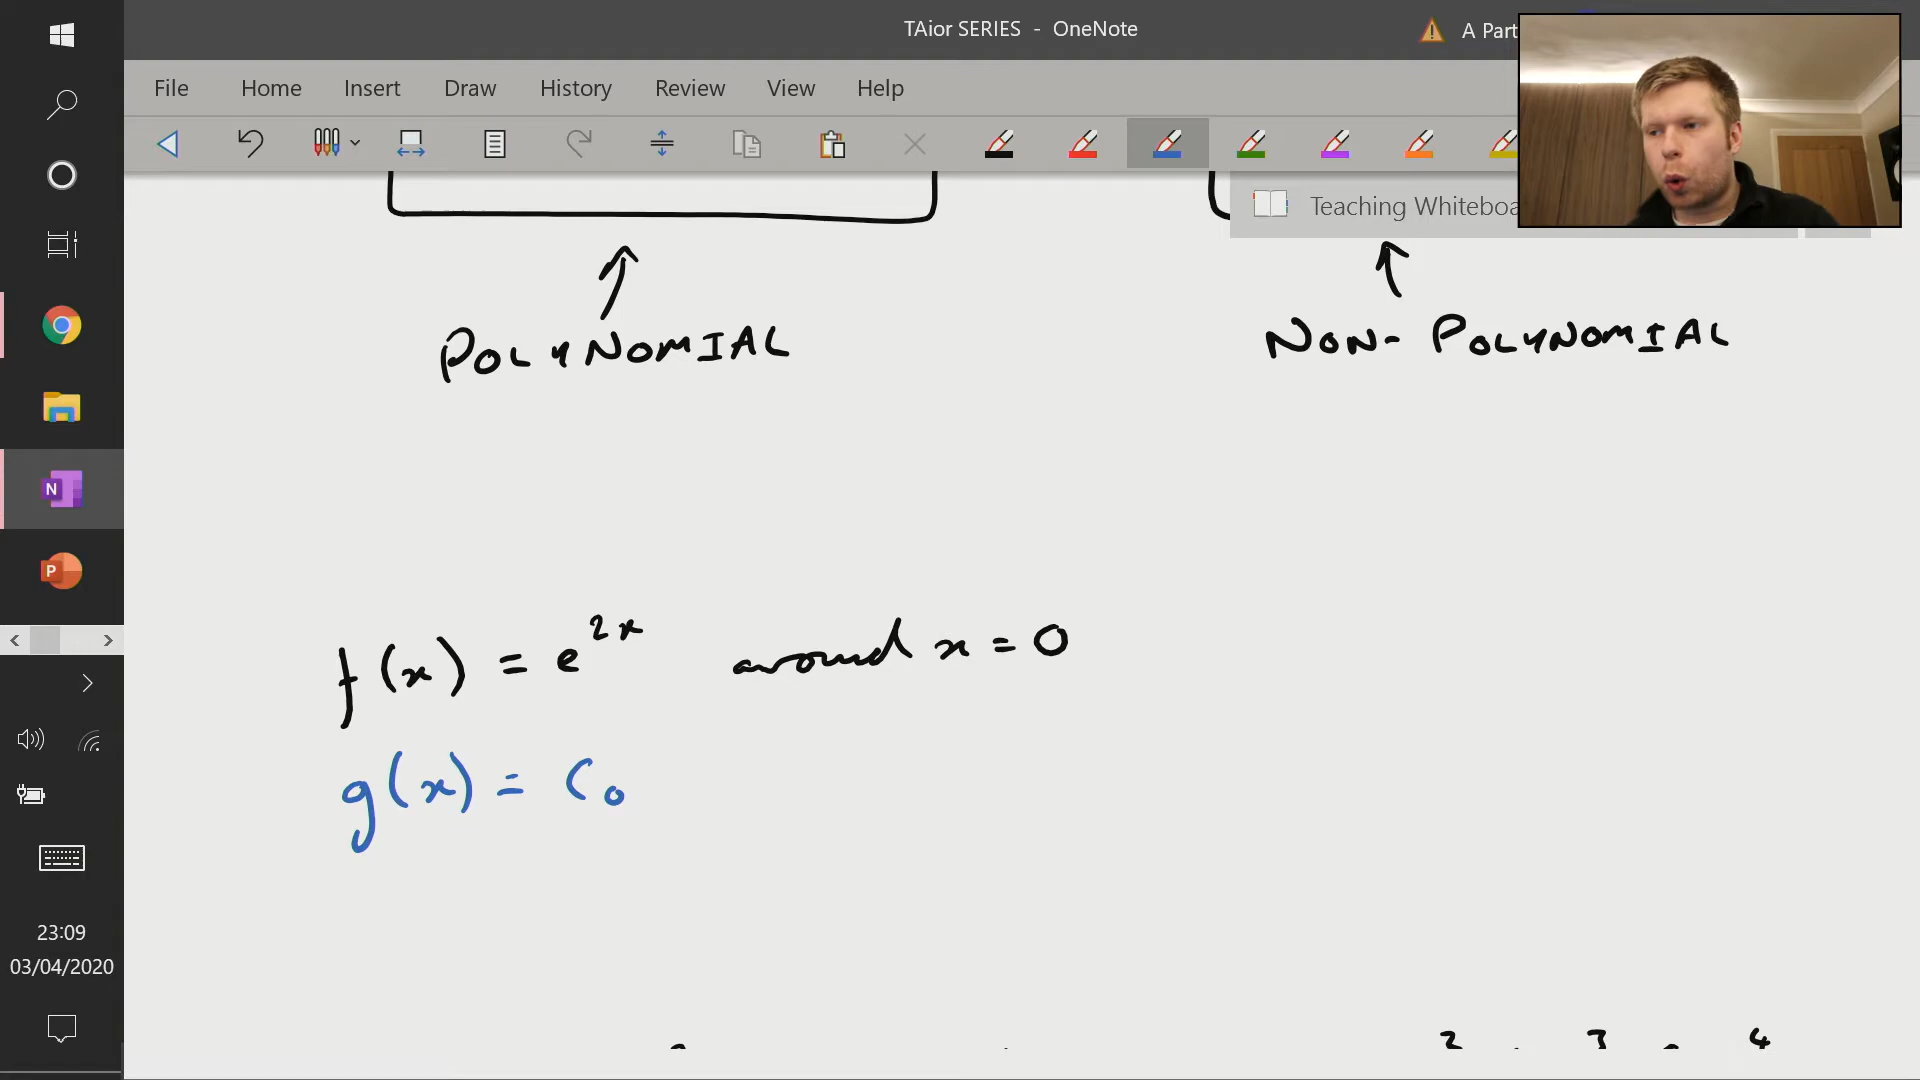 TAior SERIES - OneNote
A Part
File Home Insert Draw History Review View Help
Teaching Whiteboa
POLYNOMIAL
NON-POLYNOMIAL
f(x) = e^{2x} around x = 0
g(x) = C₀
N
P
23:09
03/04/2020